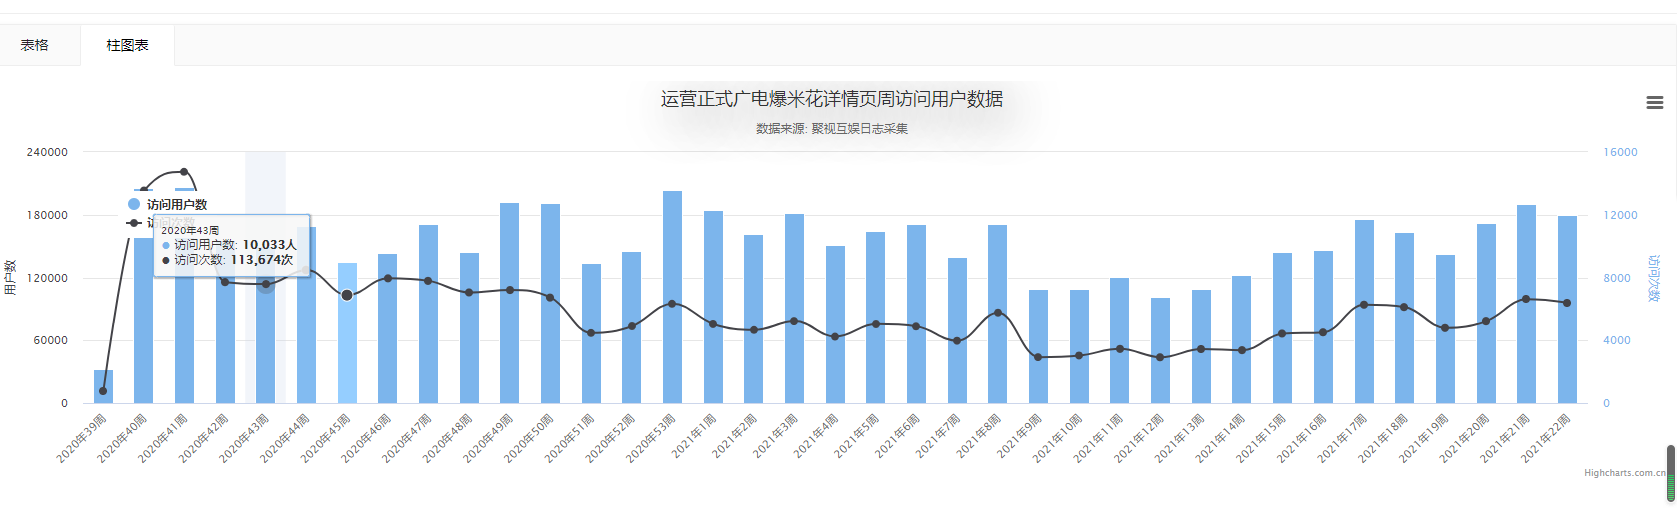 表格
柱图表
运营正式广电爆米花详情页周访问用户数据
数据来源: 聚视互娱日志采集
240000
180000
120000
60000
0
用户数
16000
12000
8000
4000
0
访问次数
访问用户数
访问次数
2020年43周
访问用户数: 10,033人
访问次数: 113,674次
2020年39周
2020年40周
2020年41周
2020年42周
2020年43周
2020年44周
2020年45周
2020年46周
2020年47周
2020年48周
2020年49周
2020年50周
2020年51周
2020年52周
2020年53周
2021年1周
2021年2周
2021年3周
2021年4周
2021年5周
2021年6周
2021年7周
2021年8周
2021年9周
2021年10周
2021年11周
2021年12周
2021年13周
2021年14周
2021年15周
2021年16周
2021年17周
2021年18周
2021年19周
2021年20周
2021年21周
2021年22周
Highcharts.com.cn